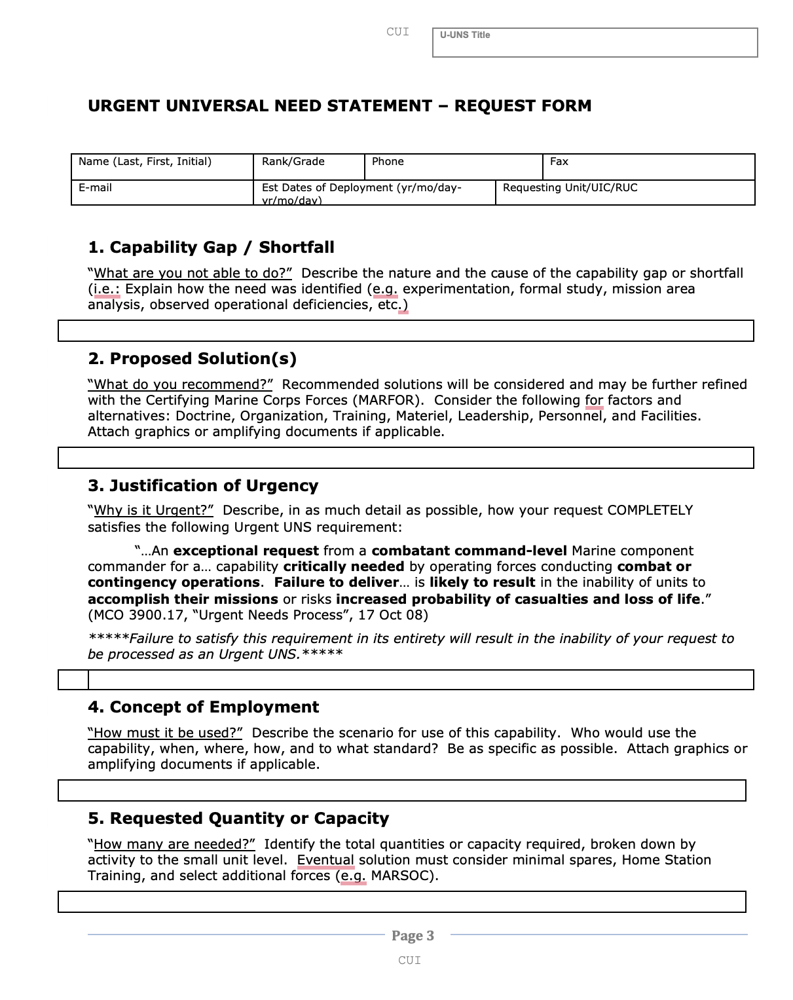 CUI
U-UNS Title
URGENT UNIVERSAL NEED STATEMENT – REQUEST FORM
Name (Last, First, Initial)
Rank/Grade
Phone
Fax
E-mail
Est Dates of Deployment (yr/mo/day-
yr/mo/day)
Requesting Unit/UIC/RUC
1. Capability Gap / Shortfall
“What are you not able to do?”  Describe the nature and the cause of the capability gap or shortfall
(i.e.: Explain how the need was identified (e.g. experimentation, formal study, mission area
analysis, observed operational deficiencies, etc.)
2. Proposed Solution(s)
“What do you recommend?”  Recommended solutions will be considered and may be further refined
with the Certifying Marine Corps Forces (MARFOR).  Consider the following for factors and
alternatives: Doctrine, Organization, Training, Materiel, Leadership, Personnel, and Facilities.
Attach graphics or amplifying documents if applicable.
3. Justification of Urgency
“Why is it Urgent?”  Describe, in as much detail as possible, how your request COMPLETELY
satisfies the following Urgent UNS requirement:
“…An exceptional request from a combatant command-level Marine component
commander for a… capability critically needed by operating forces conducting combat or
contingency operations.  Failure to deliver… is likely to result in the inability of units to
accomplish their missions or risks increased probability of casualties and loss of life.”
(MCO 3900.17, “Urgent Needs Process”, 17 Oct 08)
*****Failure to satisfy this requirement in its entirety will result in the inability of your request to
be processed as an Urgent UNS.*****
4. Concept of Employment
“How must it be used?”  Describe the scenario for use of this capability.  Who would use the
capability, when, where, how, and to what standard?  Be as specific as possible.  Attach graphics or
amplifying documents if applicable.
5. Requested Quantity or Capacity
“How many are needed?”  Identify the total quantities or capacity required, broken down by
activity to the small unit level.  Eventual solution must consider minimal spares, Home Station
Training, and select additional forces (e.g. MARSOC).
Page 3
CUI